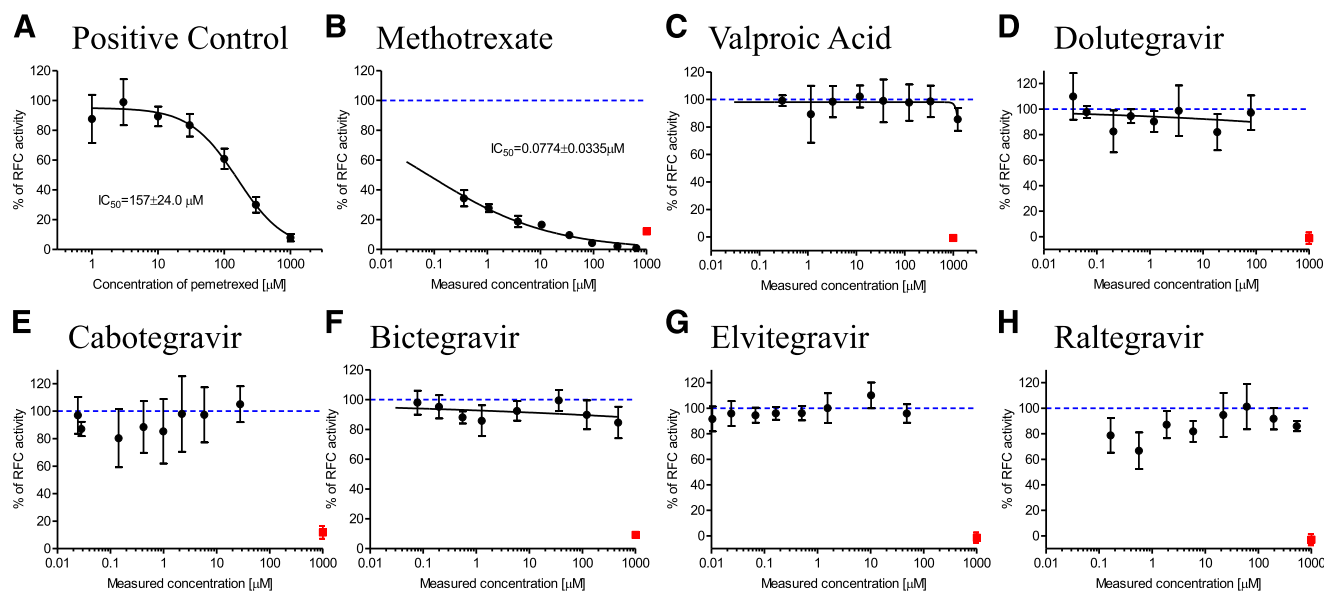 A Positive Control
120
100
80
60
40
20
0
% of RFC activity
IC50=157±24.0 µM
1 10 100 1000
Concentration of pemetrexed [µM]
B Methotrexate
120
100
80
60
40
20
0
% of RFC activity
IC50=0.0774±0.0335µM
0.01 0.1 1 10 100 1000
Measured concentration [µM]
C Valproic Acid
120
100
80
60
40
20
0
% of RFC activity
0.01 0.1 1 10 100 1000
Measured concentration [µM]
D Dolutegravir
120
100
80
60
40
20
0
% of RFC activity
0.01 0.1 1 10 100 1000
Measured concentration [µM]
E Cabotegravir
120
100
80
60
40
20
0
% of RFC activity
0.01 0.1 1 10 100 1000
Measured concentration [µM]
F Bictegravir
120
100
80
60
40
20
0
% of RFC activity
0.01 0.1 1 10 100 1000
Measured concentration [µM]
G Elvitegravir
120
100
80
60
40
20
0
% of RFC activity
0.01 0.1 1 10 100 1000
Measured concentration [µM]
H Raltegravir
120
100
80
60
40
20
0
% of RFC activity
0.01 0.1 1 10 100 1000
Measured concentration [µM]